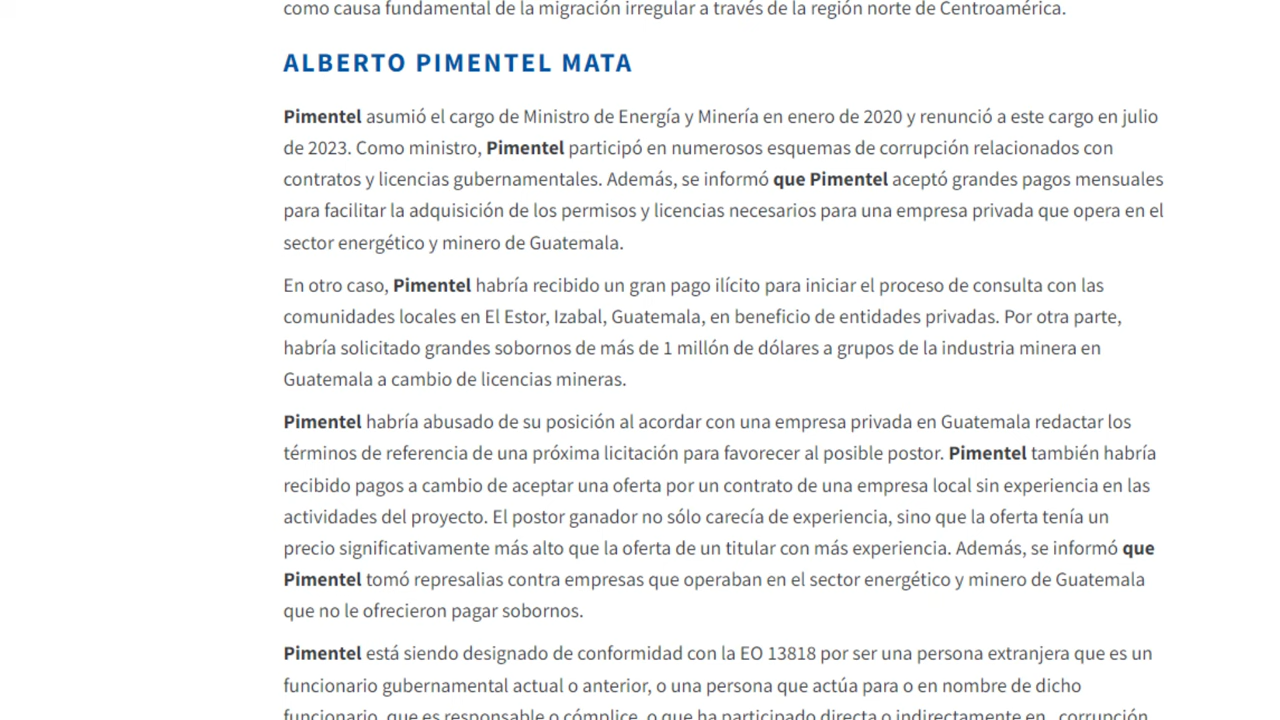 como causa fundamental de la migración irregular a través de la región norte de Centroamérica.
ALBERTO PIMENTEL MATA
Pimentel asumió el cargo de Ministro de Energía y Minería en enero de 2020 y renunció a este cargo en julio
de 2023. Como ministro, Pimentel participó en numerosos esquemas de corrupción relacionados con
contratos y licencias gubernamentales. Además, se informó que Pimentel aceptó grandes pagos mensuales
para facilitar la adquisición de los permisos y licencias necesarios para una empresa privada que opera en el
sector energético y minero de Guatemala.
En otro caso, Pimentel habría recibido un gran pago ilícito para iniciar el proceso de consulta con las
comunidades locales en El Estor, Izabal, Guatemala, en beneficio de entidades privadas. Por otra parte,
habría solicitado grandes sobornos de más de 1 millón de dólares a grupos de la industria minera en
Guatemala a cambio de licencias mineras.
Pimentel habría abusado de su posición al acordar con una empresa privada en Guatemala redactar los
términos de referencia de una próxima licitación para favorecer al posible postor. Pimentel también habría
recibido pagos a cambio de aceptar una oferta por un contrato de una empresa local sin experiencia en las
actividades del proyecto. El postor ganador no sólo carecía de experiencia, sino que la oferta tenía un
precio significativamente más alto que la oferta de un titular con más experiencia. Además, se informó que
Pimentel tomó represalias contra empresas que operaban en el sector energético y minero de Guatemala
que no le ofrecieron pagar sobornos.
Pimentel está siendo designado de conformidad con la EO 13818 por ser una persona extranjera que es un
funcionario gubernamental actual o anterior, o una persona que actúa para o en nombre de dicho
funcionario, que es responsable o cómplice, o que ha participado directa o indirectamente en, corrupción